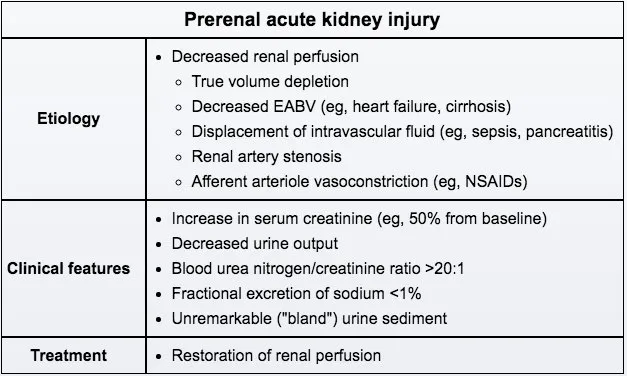 Prerenal acute kidney injury
Etiology
• Decreased renal perfusion
◦ True volume depletion
◦ Decreased EABV (eg, heart failure, cirrhosis)
◦ Displacement of intravascular fluid (eg, sepsis, pancreatitis)
◦ Renal artery stenosis
◦ Afferent arteriole vasoconstriction (eg, NSAIDs)
Clinical features
• Increase in serum creatinine (eg, 50% from baseline)
• Decreased urine output
• Blood urea nitrogen/creatinine ratio >20:1
• Fractional excretion of sodium <1%
• Unremarkable ("bland") urine sediment
Treatment
• Restoration of renal perfusion